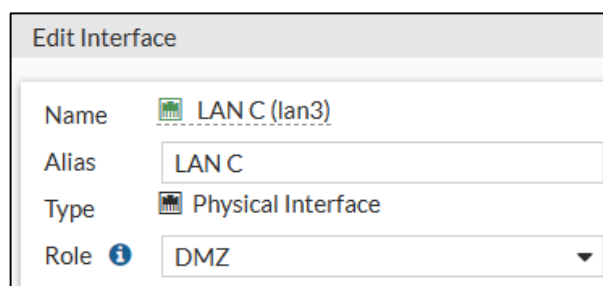 Edit Interface
Name LAN C (lan3)
Alias LAN C
Type Physical Interface
Role DMZ